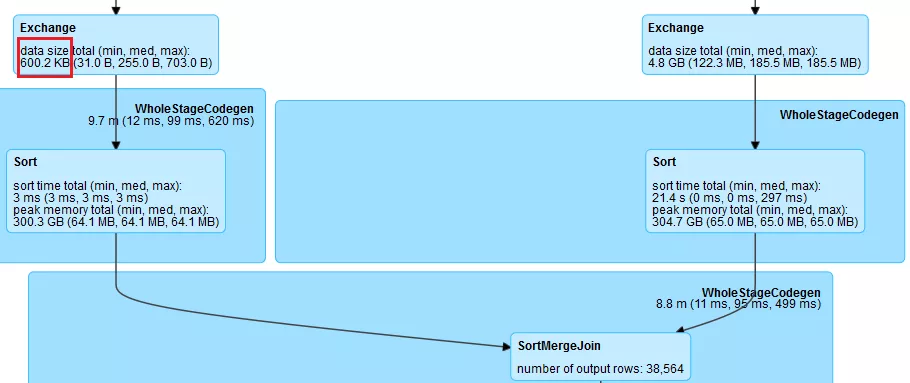 Exchange
data size total (min, med, max):
600.2 KB (31.0 B, 255.0 B, 703.0 B)
Exchange
data size total (min, med, max):
4.8 GB (122.3 MB, 185.5 MB, 185.5 MB)
WholeStageCodegen
9.7 m (12 ms, 99 ms, 620 ms)
WholeStageCodegen
Sort
sort time total (min, med, max):
3 ms (3 ms, 3 ms, 3 ms)
peak memory total (min, med, max):
300.3 GB (64.1 MB, 64.1 MB, 64.1 MB)
Sort
sort time total (min, med, max):
21.4 s (0 ms, 0 ms, 297 ms)
peak memory total (min, med, max):
304.7 GB (65.0 MB, 65.0 MB, 65.0 MB)
WholeStageCodegen
8.8 m (11 ms, 95 ms, 499 ms)
SortMergeJoin
number of output rows: 38,564